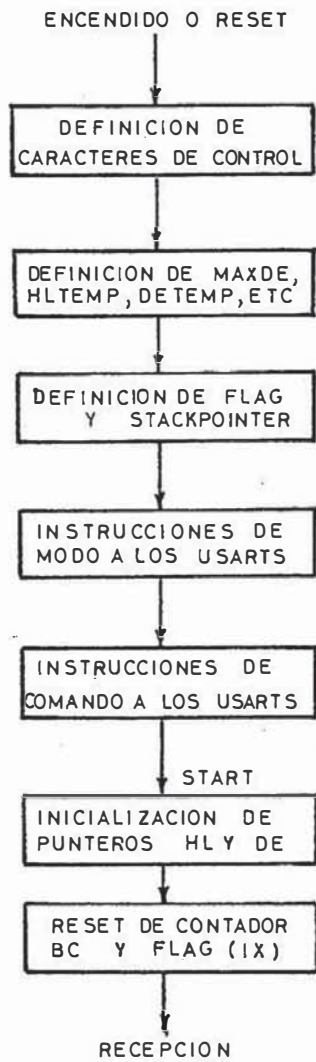 ENCENDIDO O RESET
DEFINICION DE
CARACTERES DE CONTROL
DEFINICION DE MAXDE,
HLTEMP, DETEMP, ETC
DEFINICION DE FLAG
Y STACKPOINTER
INSTRUCCIONES DE
MODO A LOS USARTS
INSTRUCCIONES DE
COMANDO A LOS USARTS
START
INICIALIZACION DE
PUNTEROS HL Y DE
RESET DE CONTADOR
BC Y FLAG (IX)
RECEPCION